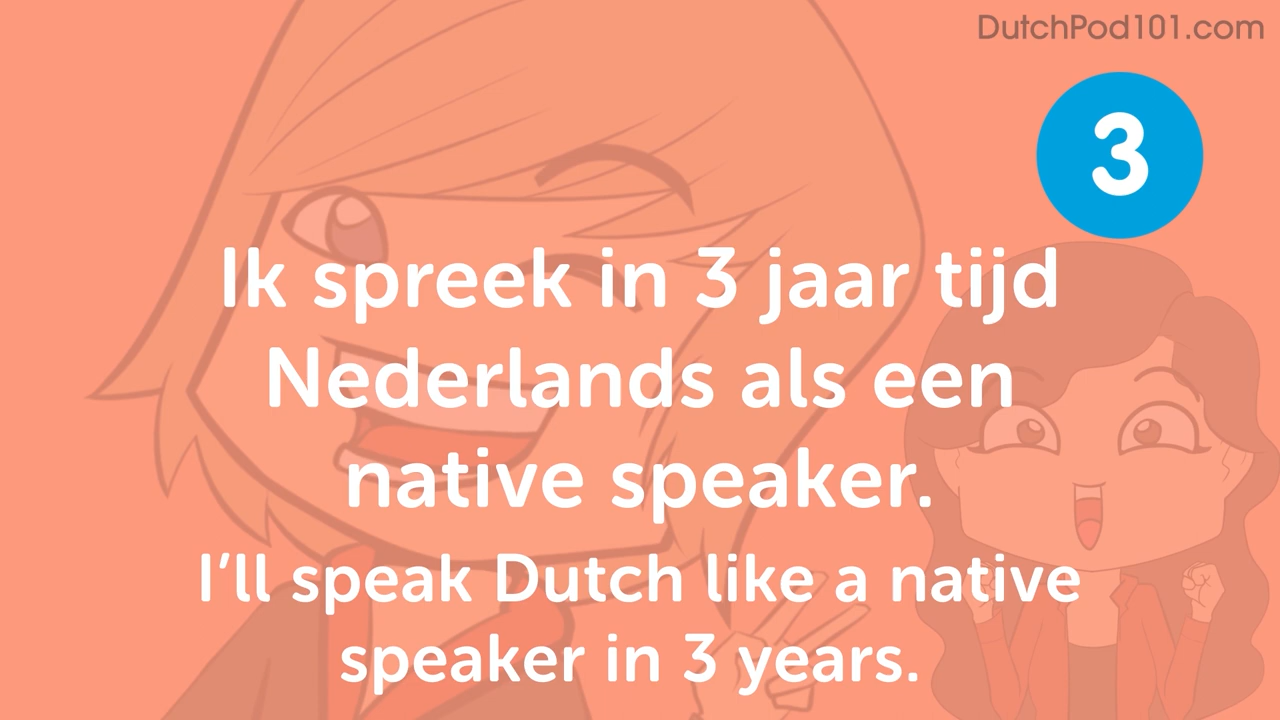 DutchPod101.com
3
Ik spreek in 3 jaar tijd
Nederlands als een
native speaker.
I’ll speak Dutch like a native
speaker in 3 years.